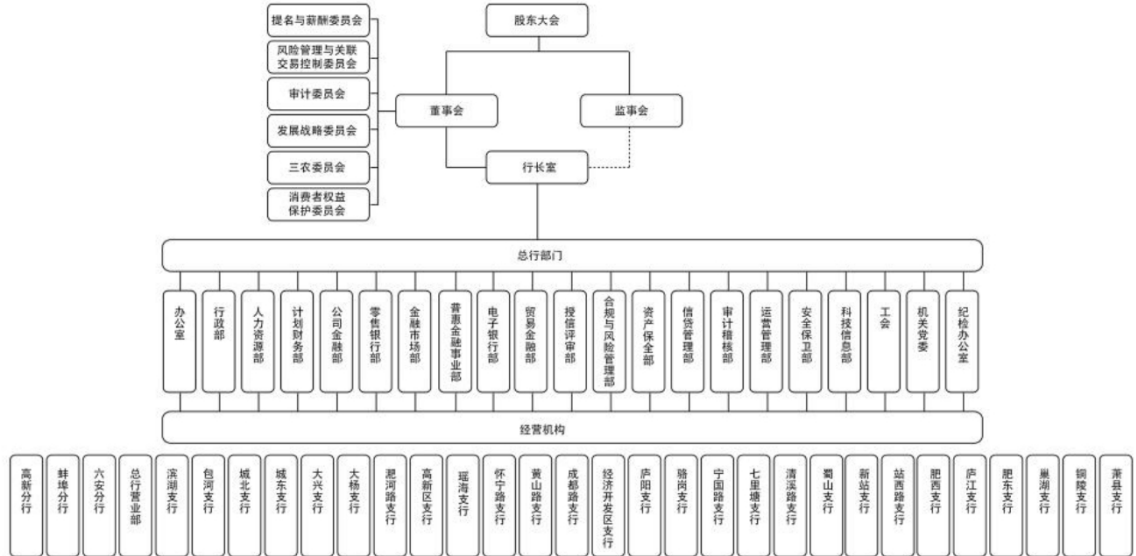 提名与薪酬委员会
风险管理与关联
交易控制委员会
审计委员会
发展战略委员会
三农委员会
消费者权益
保护委员会
股东大会
董事会
监事会
行长室
总行部门
办公室
行政部
人力资源部
计划财务部
公司金融部
零售银行部
金融市场部
普惠金融事业部
电子银行部
贸易金融部
授信评审部
合规与风险管理部
资产保全部
信贷管理部
审计稽核部
运营管理部
安全保卫部
科技信息部
工会
机关党委
纪检办公室
经营机构
高新分行
蚌埠分行
六安分行
总行营业部
滨湖支行
包河支行
城北支行
城东支行
大兴支行
大杨支行
淝河路支行
高新区支行
瑶海支行
怀宁路支行
黄山路支行
成都路支行
经济开发区支行
庐阳支行
骆岗支行
宁国路支行
七里塘支行
清溪路支行
蜀山支行
新站支行
站西路支行
肥西支行
庐江支行
肥东支行
巢湖支行
铜陵支行
萧县支行